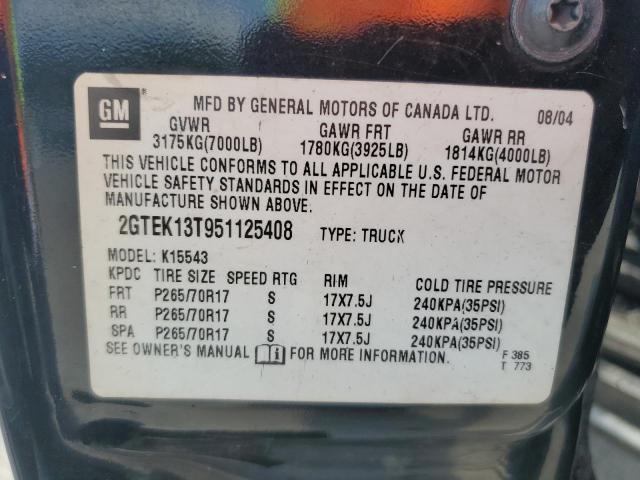 GM
MFD BY GENERAL MOTORS OF CANADA LTD. 08/04
GVWR GAWR FRT GAWR RR
3175KG(7000LB) 1780KG(3925LB) 1814KG(4000LB)
THIS VEHICLE CONFORMS TO ALL APPLICABLE U.S. FEDERAL MOTOR
VEHICLE SAFETY STANDARDS IN EFFECT ON THE DATE OF
MANUFACTURE SHOWN ABOVE.
2GTEK13T951125408 TYPE: TRUCK
MODEL: K15543
KPDC TIRE SIZE SPEED RTG RIM COLD TIRE PRESSURE
FRT P265/70R17 S 17X7.5J 240KPA(35PSI)
RR P265/70R17 S 17X7.5J 240KPA(35PSI)
SPA P265/70R17 S 17X7.5J 240KPA(35PSI)
SEE OWNER'S MANUAL FOR MORE INFORMATION.
F 385
T 773